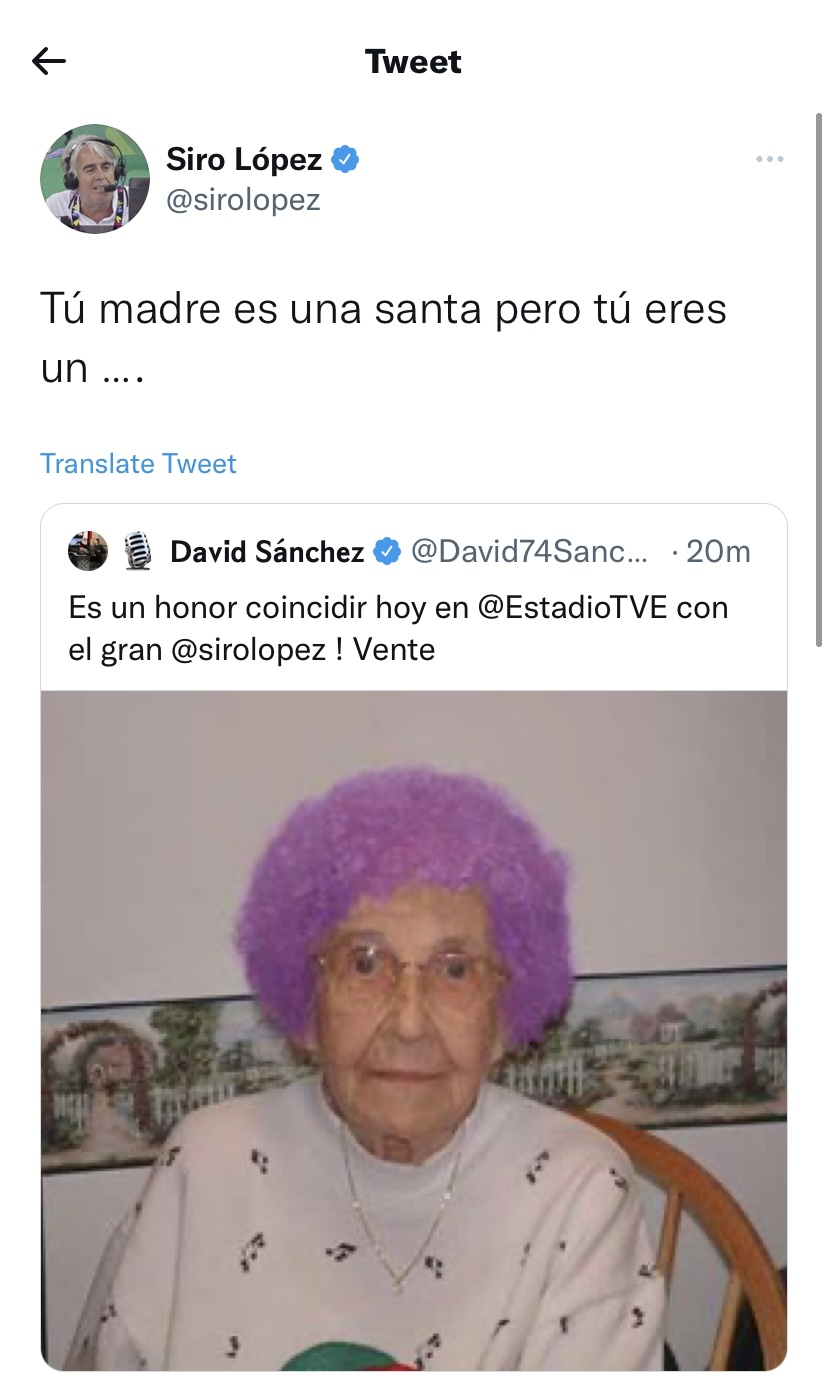 Tweet
Siro López
@sirolopez
Tú madre es una santa pero tú eres
un ....
Translate Tweet
David Sánchez @David74Sanc... · 20m
Es un honor coincidir hoy en @EstadioTVE con
el gran @sirolopez ! Vente